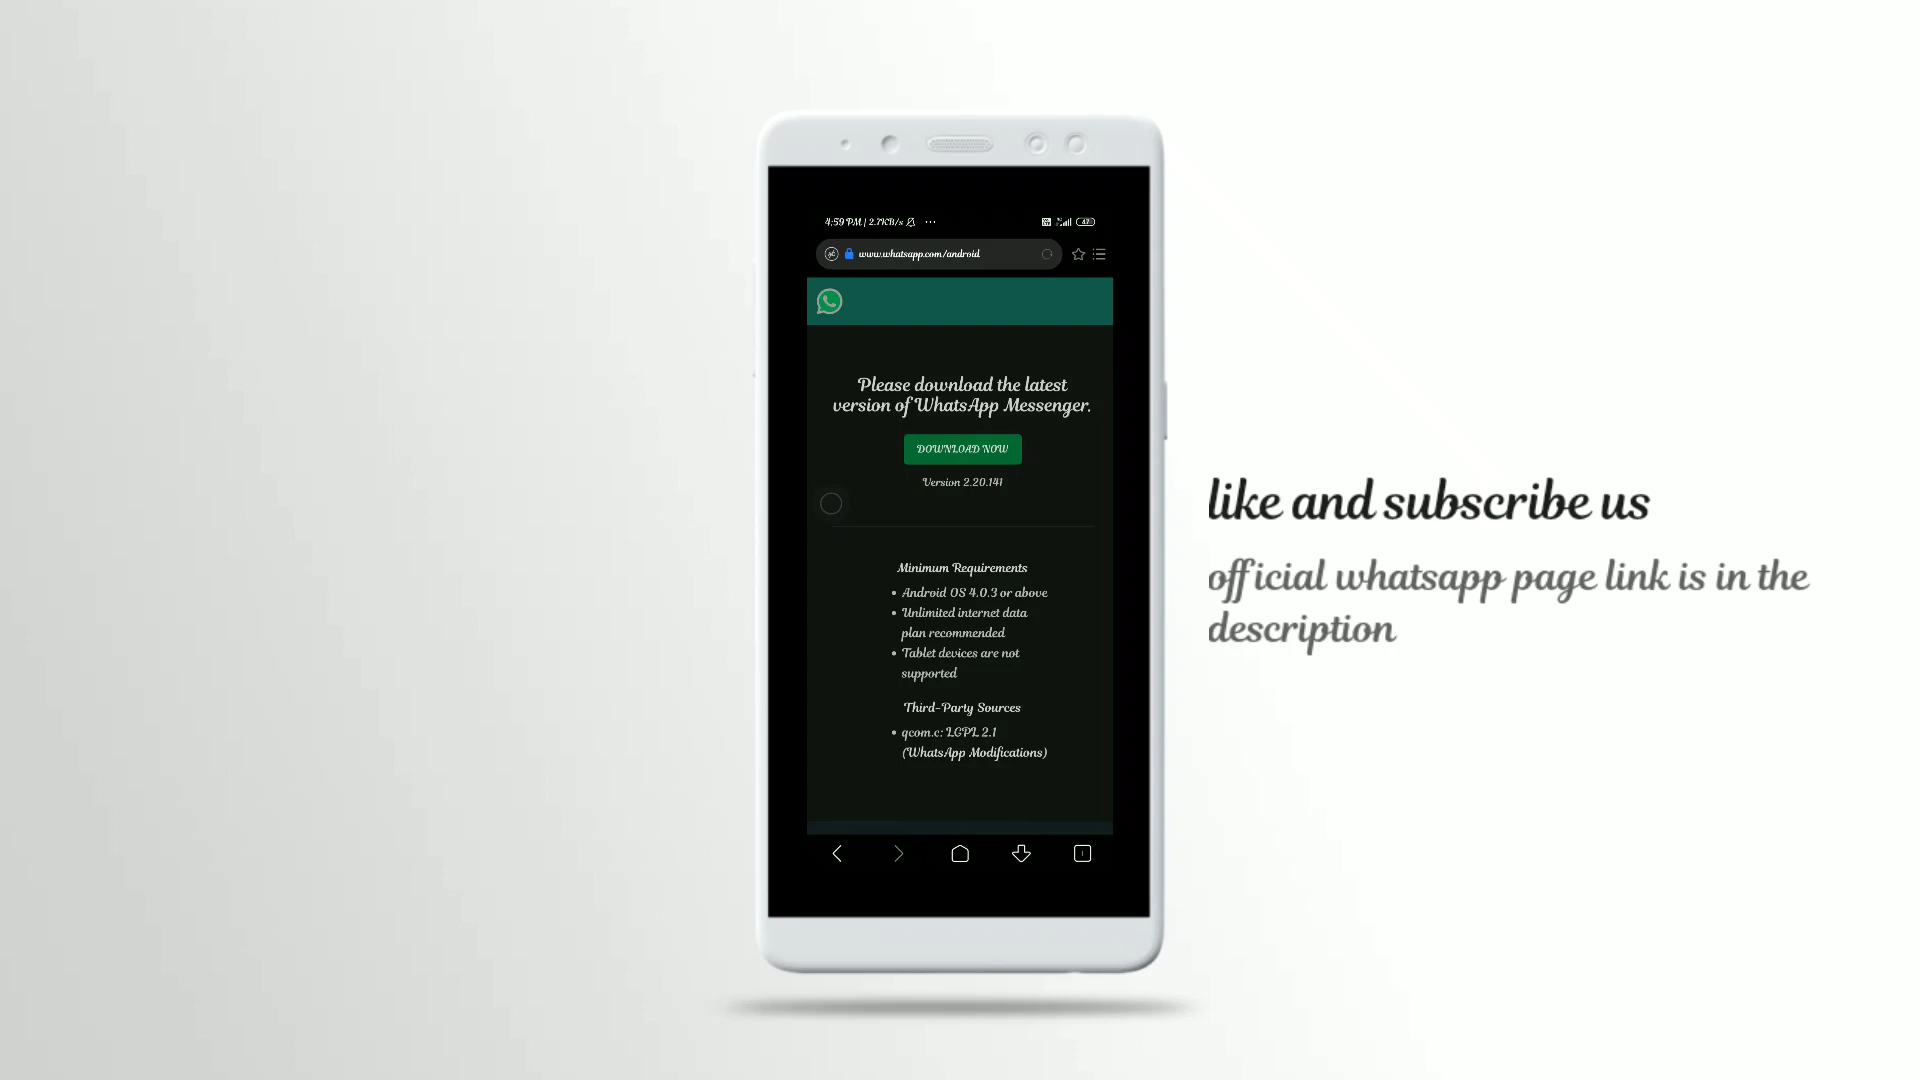 4:59 PM | 2.7KB/s ...
47
www.whatsapp.com/android
Please download the latest
version of WhatsApp Messenger.
DOWNLOAD NOW
Version 2.20.141
Minimum Requirements
• Android OS 4.0.3 or above
• Unlimited internet data
plan recommended
• Tablet devices are not
supported
Third-Party Sources
• qcom.c: LGPL 2.1
(WhatsApp Modifications)
like and subscribe us
official whatsapp page link is in the
description